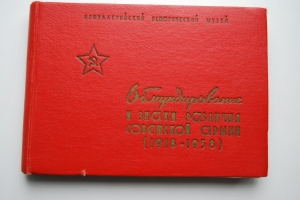 АРТИЛЛЕРИЙСКИЙ ИСТОРИЧЕСКИЙ МУЗЕЙ
Обмундирование
И ЗНАКИ РАЗЛИЧИЯ
СОВЕТСКОЙ АРМИИ
(1918-1958)